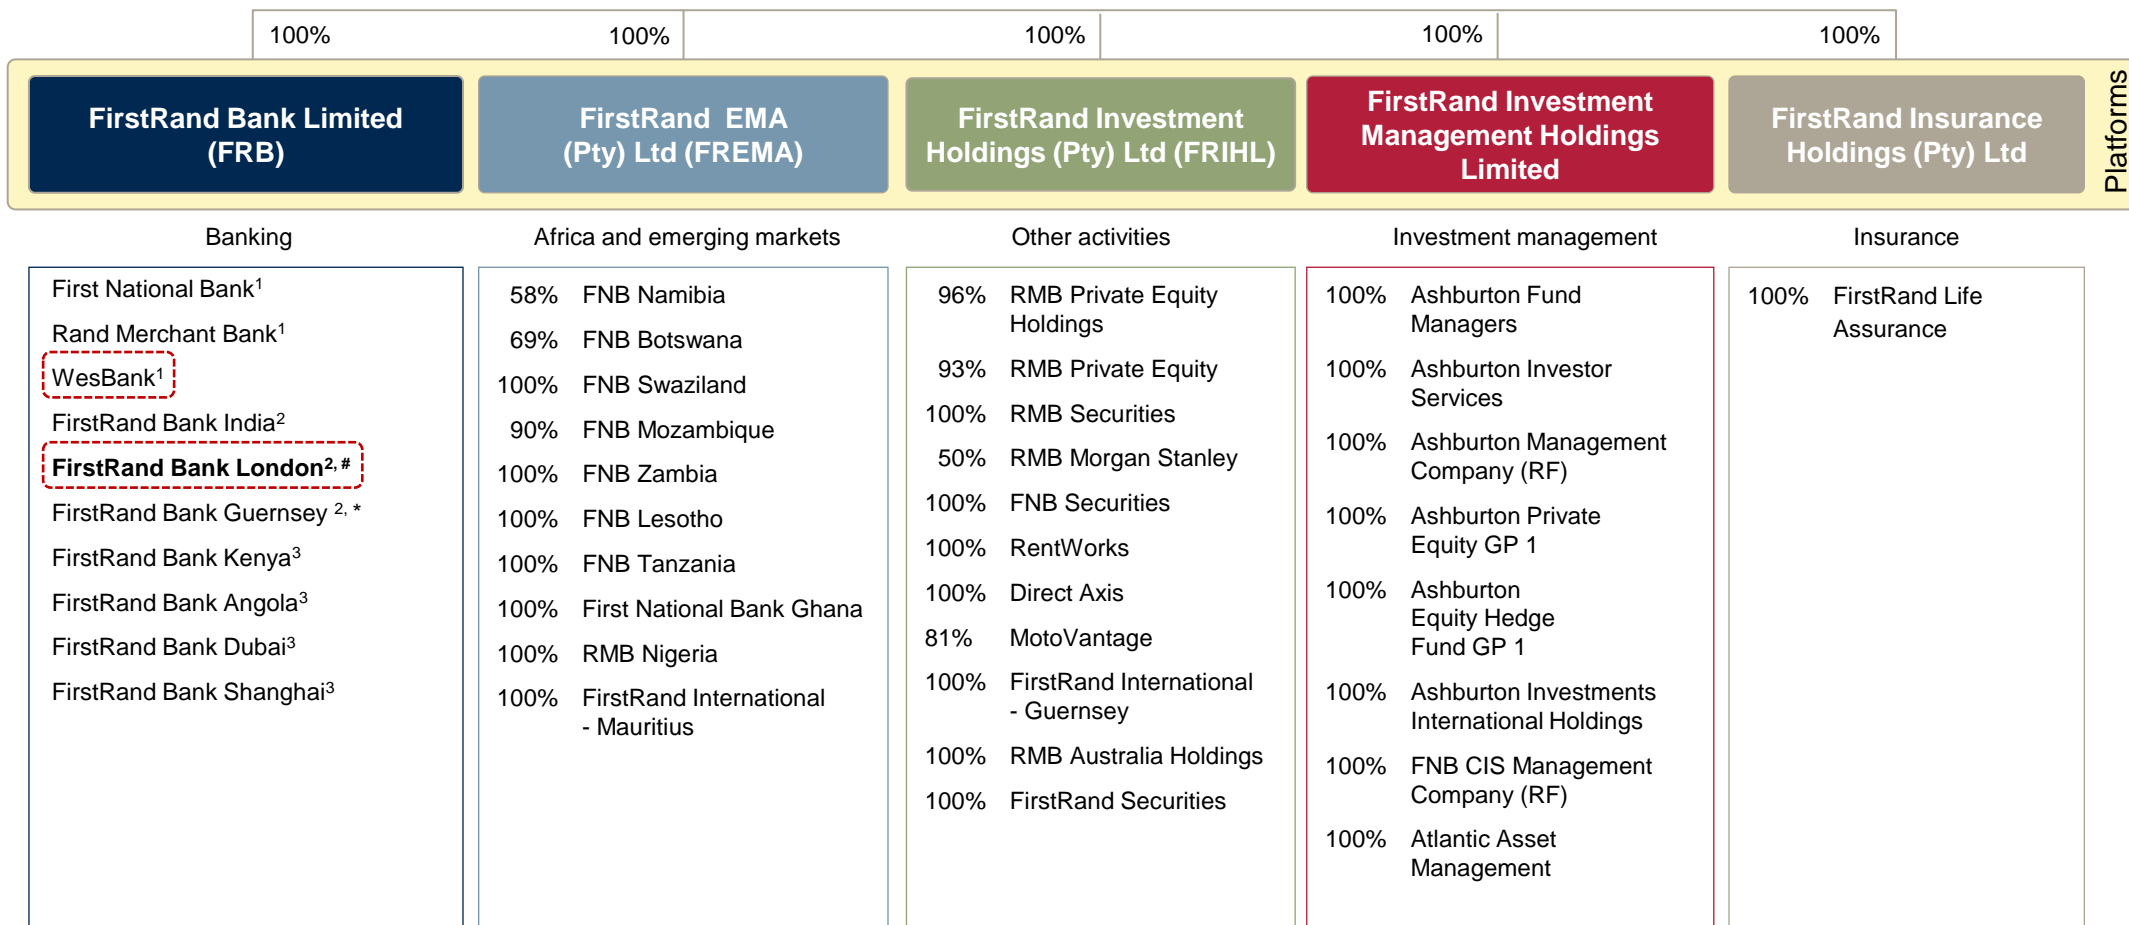 100%
100%
100%
100%
100%
FirstRand Bank Limited
(FRB)
FirstRand EMA
(Pty) Ltd (FREMA)
FirstRand Investment
Holdings (Pty) Ltd (FRIHL)
FirstRand Investment
Management Holdings
Limited
FirstRand Insurance
Holdings (Pty) Ltd
Platforms
Banking
First National Bank¹
Rand Merchant Bank¹
WesBank¹
FirstRand Bank India²
FirstRand Bank London²,#
FirstRand Bank Guernsey ²,*
FirstRand Bank Kenya³
FirstRand Bank Angola³
FirstRand Bank Dubai³
FirstRand Bank Shanghai³
Africa and emerging markets
58% FNB Namibia
69% FNB Botswana
100% FNB Swaziland
90% FNB Mozambique
100% FNB Zambia
100% FNB Lesotho
100% FNB Tanzania
100% First National Bank Ghana
100% RMB Nigeria
100% FirstRand International
- Mauritius
Other activities
96% RMB Private Equity
Holdings
93% RMB Private Equity
100% RMB Securities
50% RMB Morgan Stanley
100% FNB Securities
100% RentWorks
100% Direct Axis
81% MotoVantage
100% FirstRand International
- Guernsey
100% RMB Australia Holdings
100% FirstRand Securities
Investment management
100% Ashburton Fund
Managers
100% Ashburton Investor
Services
100% Ashburton Management
Company (RF)
100% Ashburton Private
Equity GP 1
100% Ashburton
Equity Hedge
Fund GP 1
100% Ashburton Investments
International Holdings
100% FNB CIS Management
Company (RF)
100% Atlantic Asset
Management
Insurance
100% FirstRand Life
Assurance